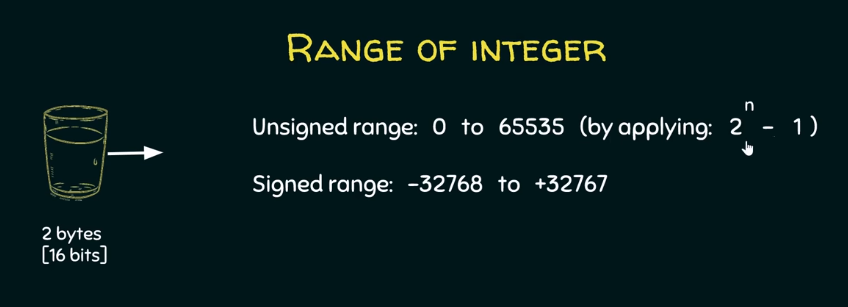 RANGE OF INTEGER
Unsigned range: 0 to 65535 (by applying: 2ⁿ - 1)
Signed range: -32768 to +32767
2 bytes
[16 bits]